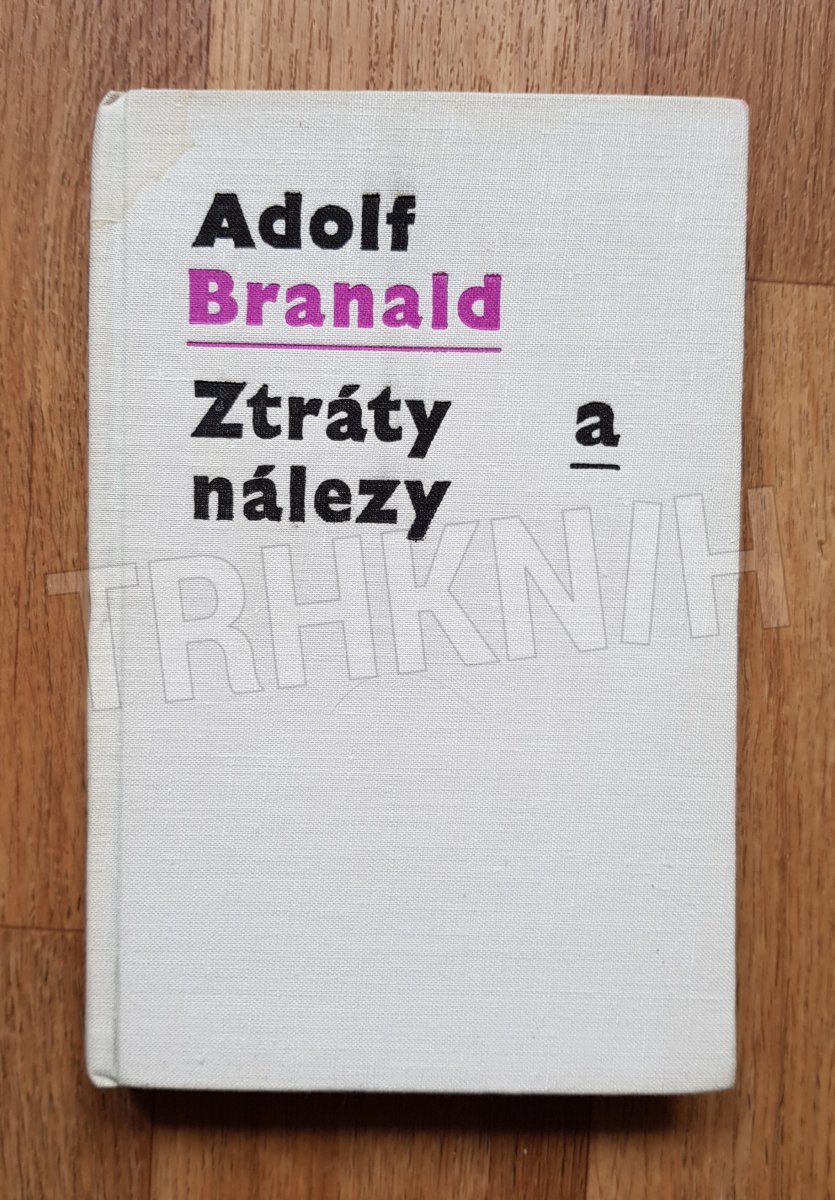 Adolf
Branald
Ztráty a
nálezy
TRHKNIH